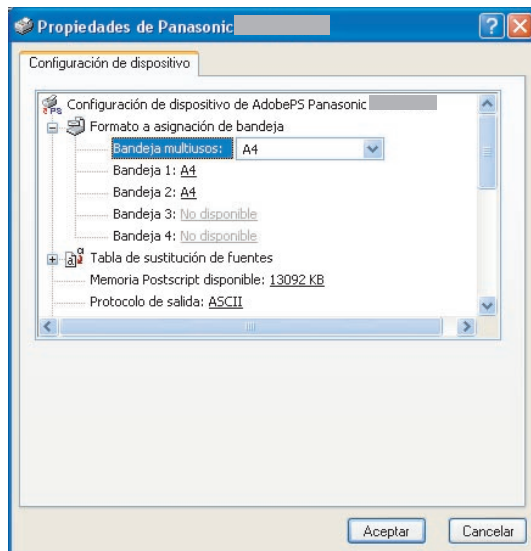 Propiedades de Panasonic
Configuración de dispositivo
Configuración de dispositivo de AdobePS Panasonic
Formato a asignación de bandeja
Bandeja multiusos: A4
Bandeja 1: A4
Bandeja 2: A4
Bandeja 3: No disponible
Bandeja 4: No disponible
Tabla de sustitución de fuentes
Memoria Postscript disponible: 13092 KB
Protocolo de salida: ASCII
Aceptar Cancelar